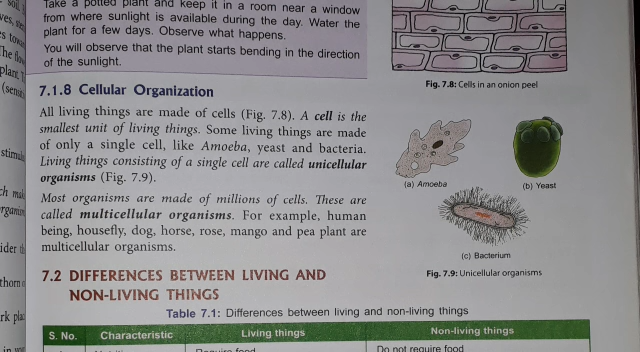 Take a potted plant and keep it in a room near a window
from where sunlight is available during the day. Water the
plant for a few days. Observe what happens.
You will observe that the plant starts bending in the direction
of the sunlight.
Fig. 7.8: Cells in an onion peel
7.1.8 Cellular Organization
All living things are made of cells (Fig. 7.8). A cell is the
smallest unit of living things. Some living things are made
of only a single cell, like Amoeba, yeast and bacteria.
Living things consisting of a single cell are called unicellular
organisms (Fig. 7.9).
Most organisms are made of millions of cells. These are
called multicellular organisms. For example, human
being, housefly, dog, horse, rose, mango and pea plant are
multicellular organisms.
(a) Amoeba
(b) Yeast
(c) Bacterium
Fig. 7.9: Unicellular organisms
7.2 DIFFERENCES BETWEEN LIVING AND
NON-LIVING THINGS
Table 7.1: Differences between living and non-living things
S. No. Characteristic Living things Non-living things
Require food Do not require food